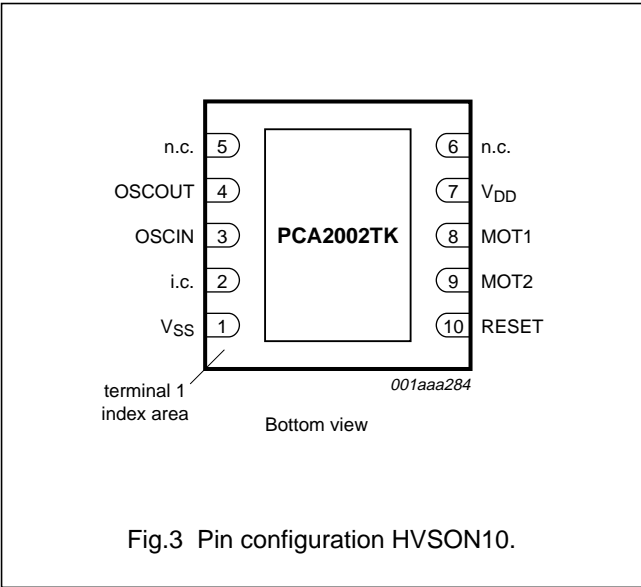 n.c. 5 6 n.c.
OSCOUT 4 7 VDD
OSCIN 3 PCA2002TK 8 MOT1
i.c. 2 9 MOT2
VSS 1 10 RESET
terminal 1
index area
001aaa284
Bottom view
Fig.3 Pin configuration HVSON10.